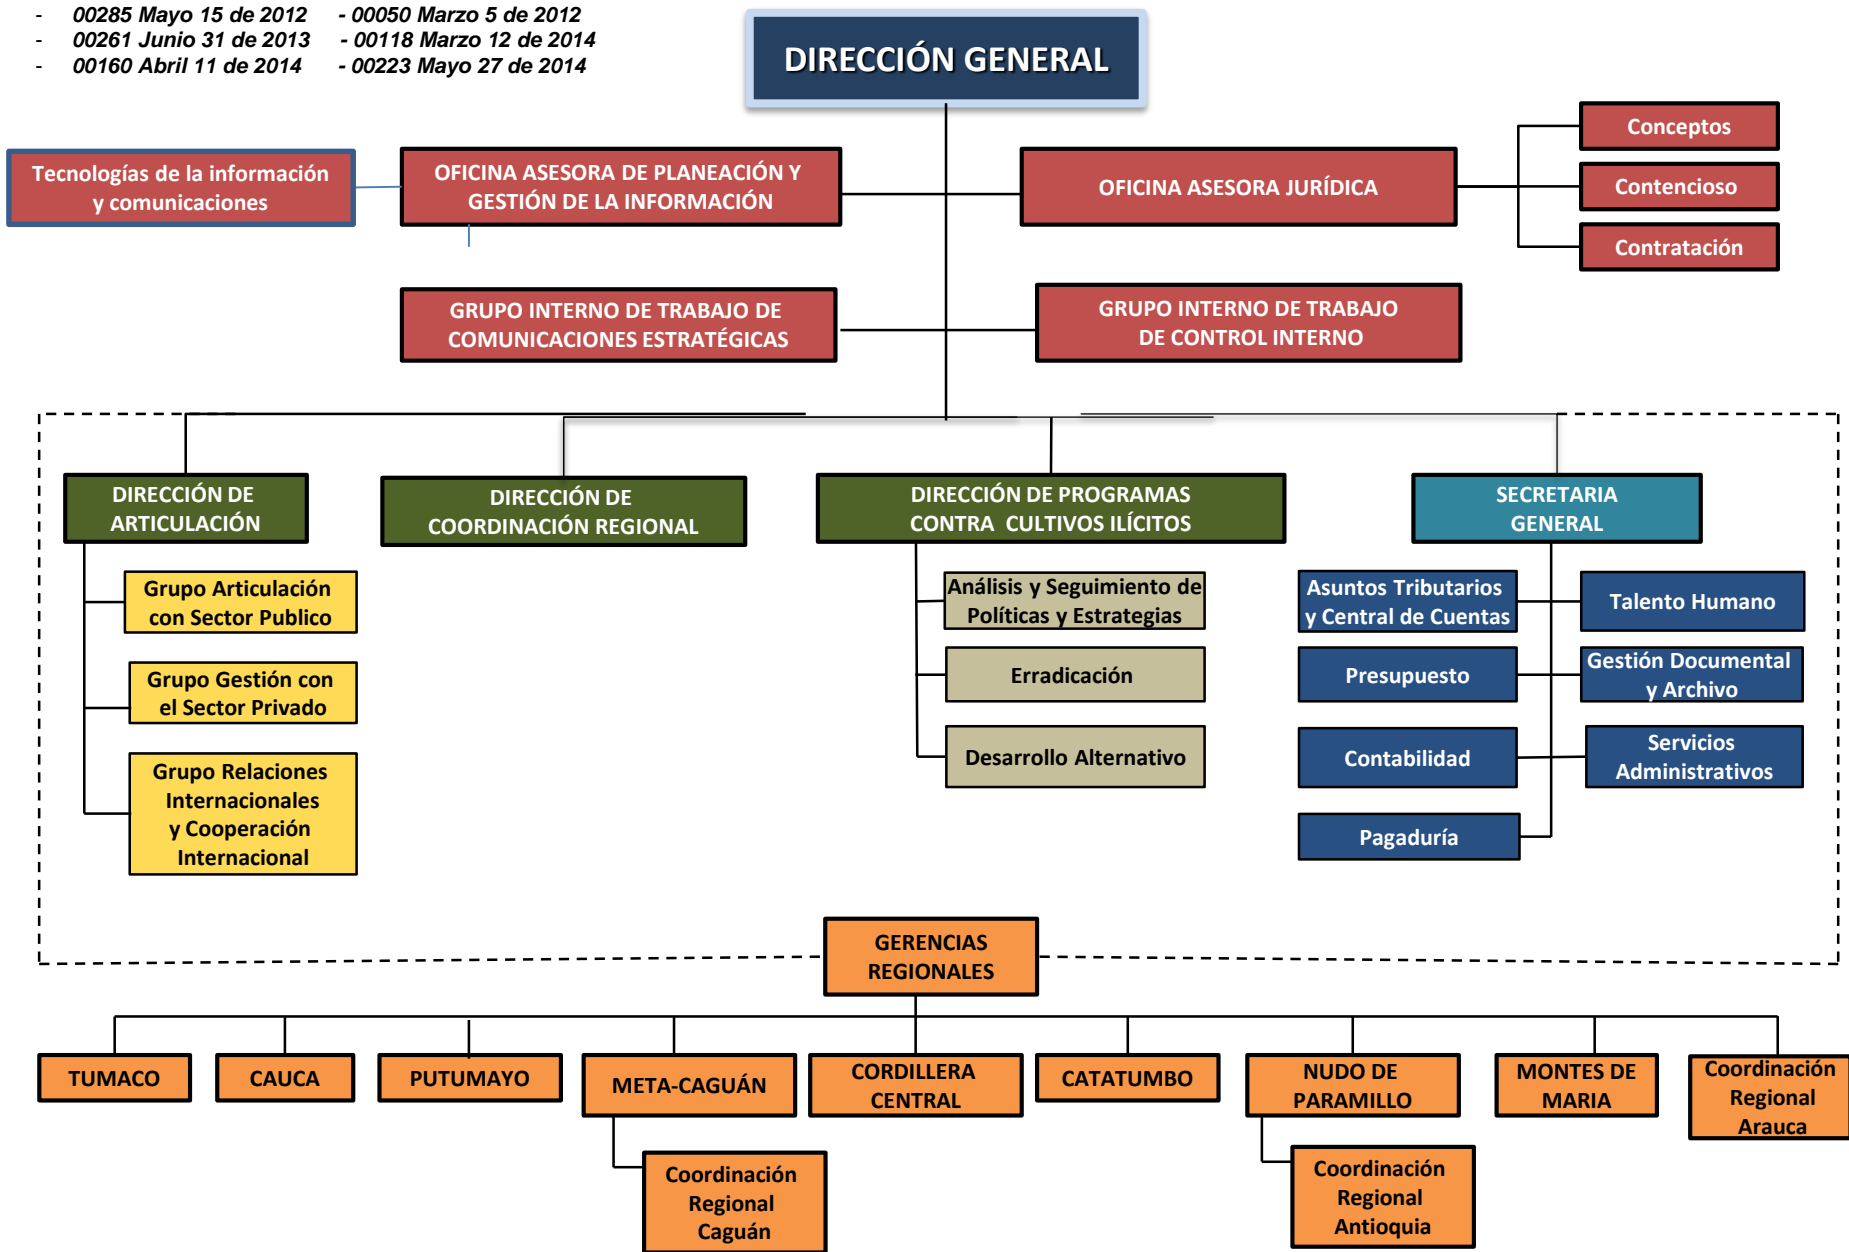 - 00285 Mayo 15 de 2012 - 00050 Marzo 5 de 2012
- 00261 Junio 31 de 2013 - 00118 Marzo 12 de 2014
- 00160 Abril 11 de 2014 - 00223 Mayo 27 de 2014
DIRECCIÓN GENERAL
Tecnologías de la información
y comunicaciones
OFICINA ASESORA DE PLANEACIÓN Y
GESTIÓN DE LA INFORMACIÓN
OFICINA ASESORA JURÍDICA
Conceptos
Contencioso
Contratación
GRUPO INTERNO DE TRABAJO DE
COMUNICACIONES ESTRATÉGICAS
GRUPO INTERNO DE TRABAJO
DE CONTROL INTERNO
DIRECCIÓN DE
ARTICULACIÓN
DIRECCIÓN DE
COORDINACIÓN REGIONAL
DIRECCIÓN DE PROGRAMAS
CONTRA CULTIVOS ILÍCITOS
SECRETARIA
GENERAL
Grupo Articulación
con Sector Publico
Grupo Gestión con
el Sector Privado
Grupo Relaciones
Internacionales
y Cooperación
Internacional
Análisis y Seguimiento de
Políticas y Estrategias
Erradicación
Desarrollo Alternativo
Asuntos Tributarios
y Central de Cuentas
Talento Humano
Presupuesto
Gestión Documental
y Archivo
Contabilidad
Servicios
Administrativos
Pagaduría
GERENCIAS
REGIONALES
TUMACO
CAUCA
PUTUMAYO
META-CAGUÁN
CORDILLERA
CENTRAL
CATATUMBO
NUDO DE
PARAMILLO
MONTES DE
MARIA
Coordinación
Regional
Arauca
Coordinación
Regional
Caguán
Coordinación
Regional
Antioquia